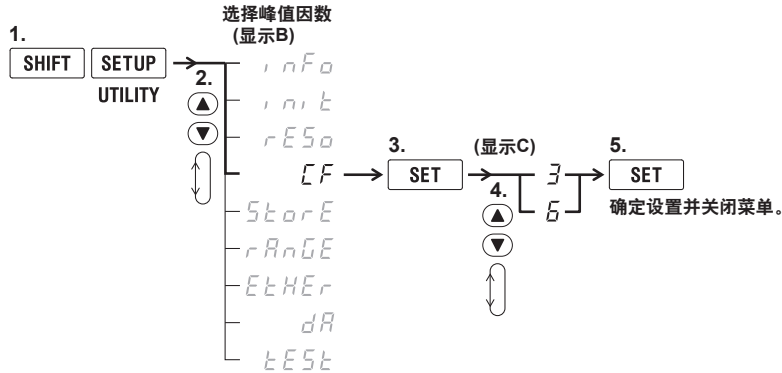 选择峰值因数
(显示B)
1.
SHIFT SETUP
UTILITY
2.
inFo
init
rESo
CF
StorE
rAnGE
EtHEr
dA
tESt
3.
SET
(显示C)
4.
3
6
5.
SET
确定设置并关闭菜单。